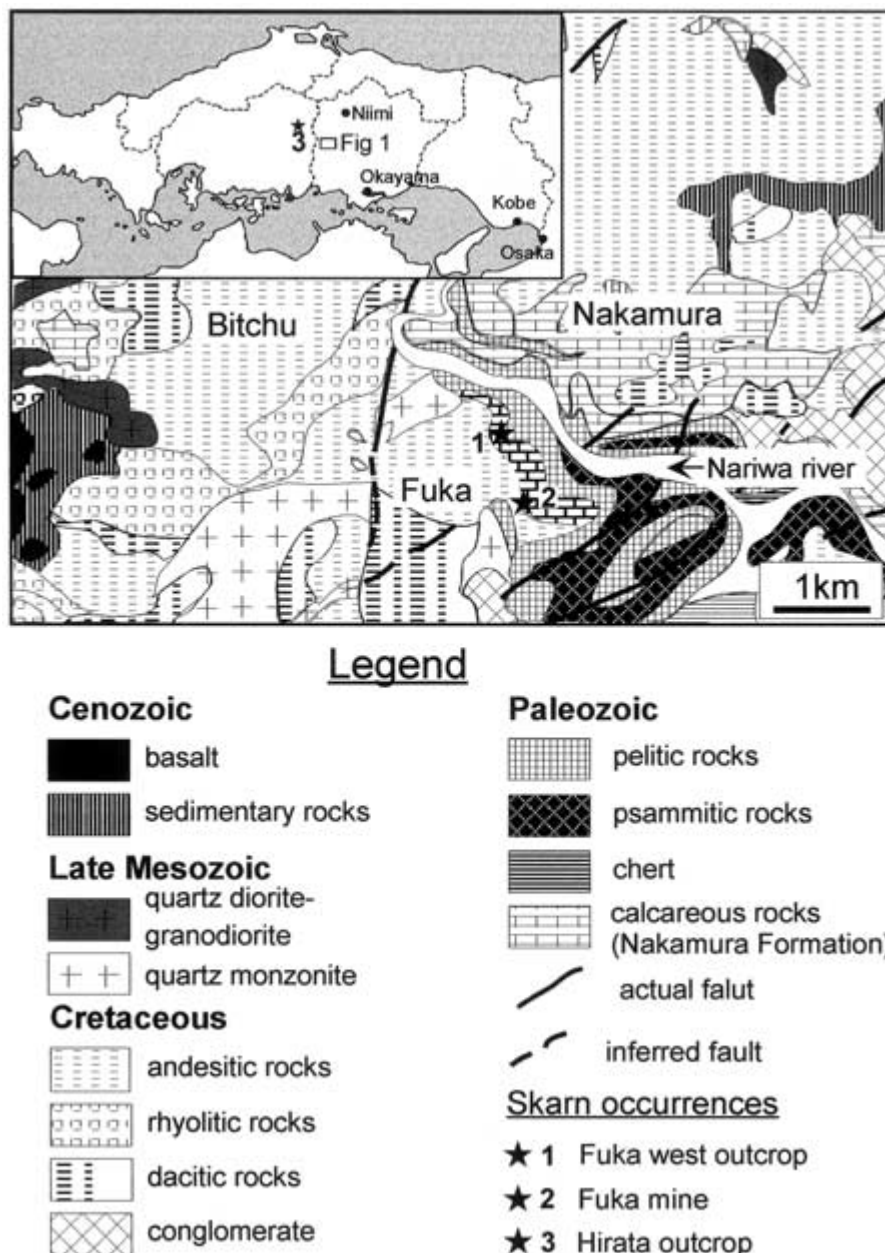 Niimi
3
Fig 1
Okayama
Kobe
Osaka
Bitchu
Nakamura
1
Nariwa river
Fuka
2
1km
Legend
Cenozoic
basalt
sedimentary rocks
Late Mesozoic
quartz diorite-
granodiorite
quartz monzonite
Cretaceous
andesitic rocks
rhyolitic rocks
dacitic rocks
conglomerate
Paleozoic
pelitic rocks
psammitic rocks
chert
calcareous rocks
(Nakamura Formation)
actual falut
inferred fault
Skarn occurrences
1 Fuka west outcrop
2 Fuka mine
3 Hirata outcrop